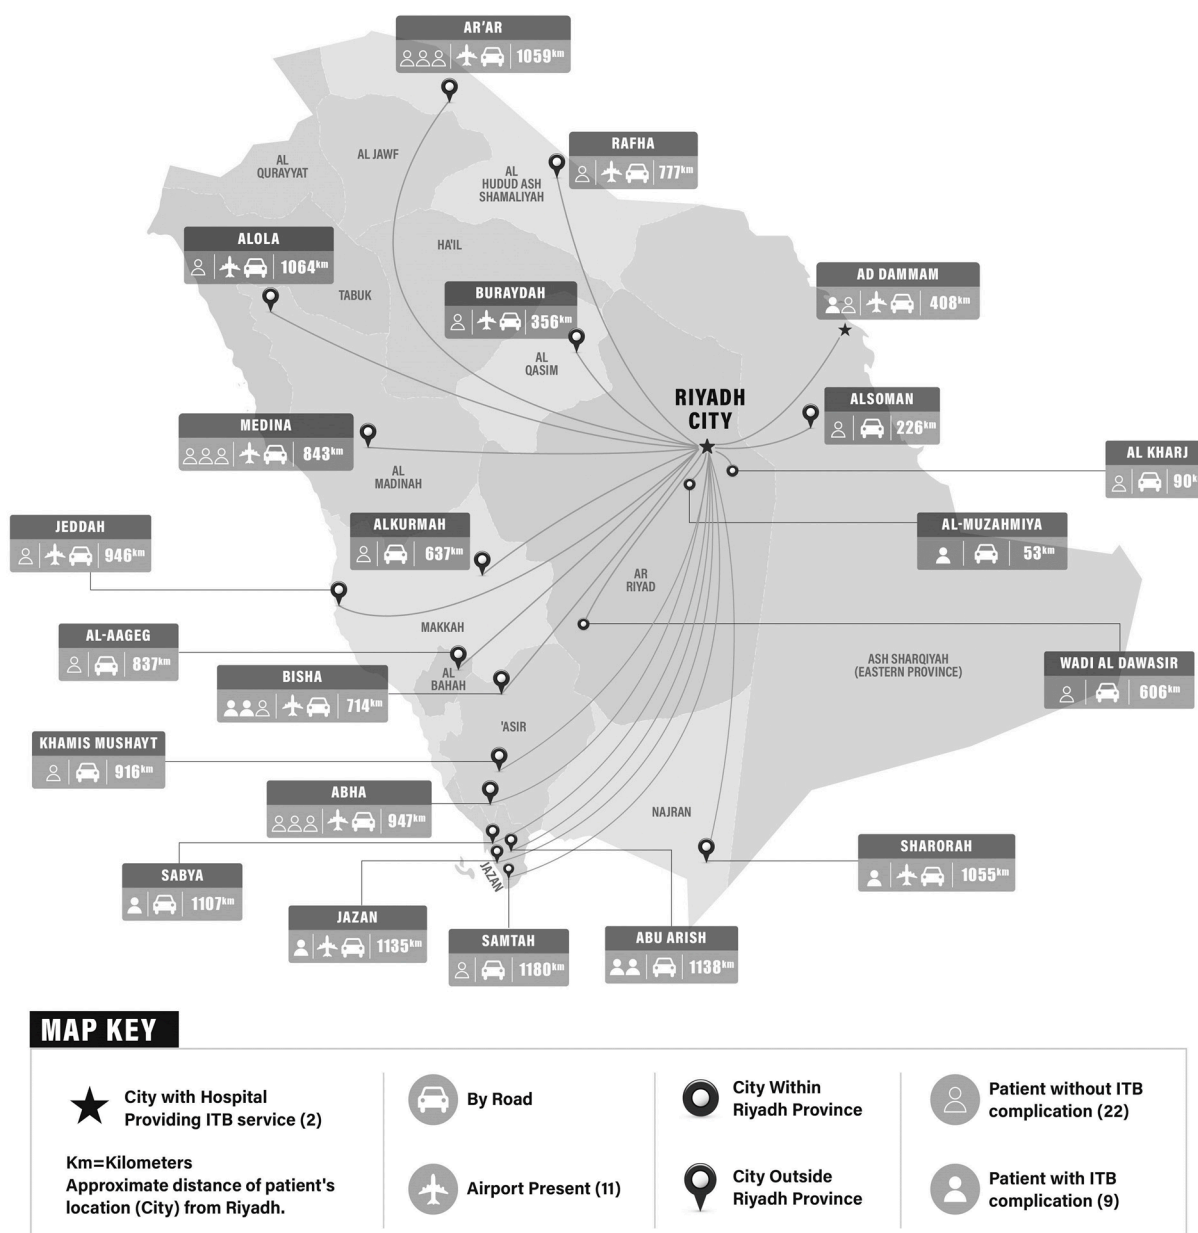 AR'AR
1059km
RAFHA
777km
AL JAWF
AL
QURAYYAT
AL
HUDUD ASH
SHAMALIYAH
ALOLA
1064km
HA'IL
TABUK
BURAYDAH
356km
AD DAMMAM
408km
AL
QASIM
RIYADH
CITY
ALSOMAN
226km
MEDINA
843km
AL
MADINAH
AL KHARJ
90k
JEDDAH
946km
ALKURMAH
637km
AL-MUZAHMIYA
53km
AR
RIYAD
MAKKAH
AL-AAGEG
837km
AL
BAHAH
ASH SHARQIYAH
(EASTERN PROVINCE)
WADI AL DAWASIR
606km
BISHA
714km
'ASIR
KHAMIS MUSHAYT
916km
ABHA
947km
NAJRAN
SHARORAH
1055km
SABYA
1107km
JAZAN
JAZAN
1135km
SAMTAH
1180km
ABU ARISH
1138km
MAP KEY
City with Hospital
Providing ITB service (2)
Km=Kilometers
Approximate distance of patient's
location (City) from Riyadh.
By Road
Airport Present (11)
City Within
Riyadh Province
City Outside
Riyadh Province
Patient without ITB
complication (22)
Patient with ITB
complication (9)